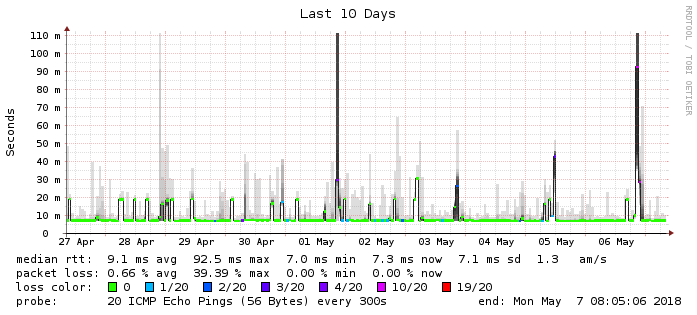 Last 10 Days
RRDTOOL / TOBI OETIKER
Seconds
110 m
100 m
90 m
80 m
70 m
60 m
50 m
40 m
30 m
20 m
10 m
0
27 Apr 28 Apr 29 Apr 30 Apr 01 May 02 May 03 May 04 May 05 May 06 May
median rtt: 9.1 ms avg 92.5 ms max 7.0 ms min 7.3 ms now 7.1 ms sd 1.3 am/s
packet loss: 0.66 % avg 39.39 % max 0.00 % min 0.00 % now
loss color: 0 1/20 2/20 3/20 4/20 10/20 19/20
probe: 20 ICMP Echo Pings (56 Bytes) every 300s end: Mon May 7 08:05:06 2018